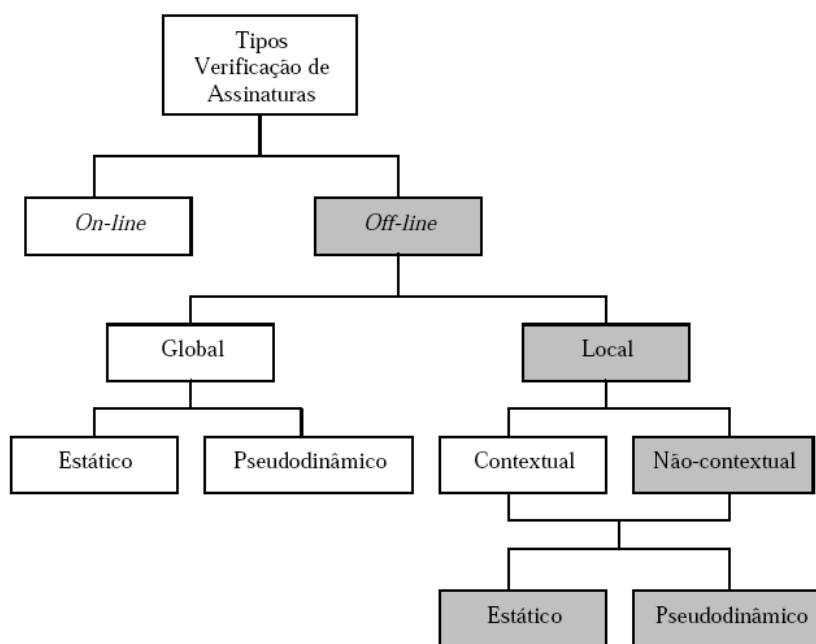 Tipos
Verificação de
Assinaturas
On-line
Off-line
Global
Local
Estático
Pseudodinâmico
Contextual
Não-contextual
Estático
Pseudodinâmico